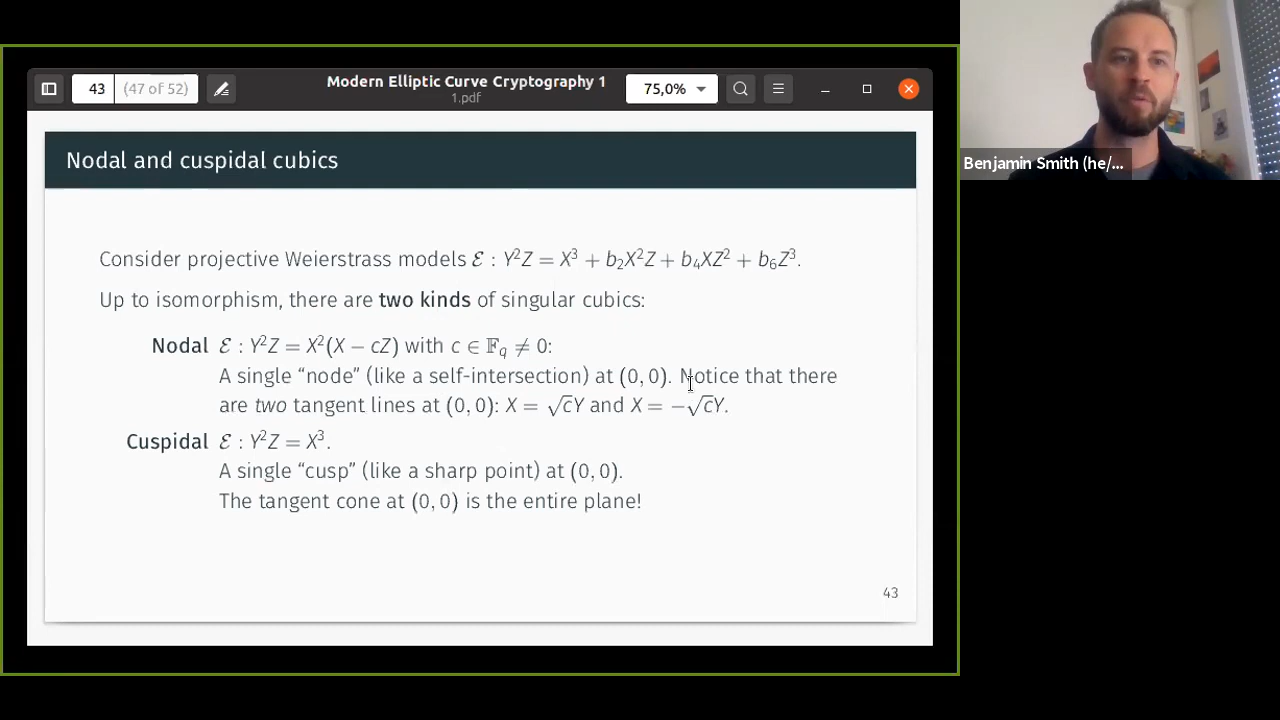 43 (47 of 52)
Modern Elliptic Curve Cryptography 1
1.pdf
75,0%
Nodal and cuspidal cubics
Consider projective Weierstrass models ℰ : Y²Z = X³ + b₂X²Z + b₄XZ² + b₆Z³.
Up to isomorphism, there are two kinds of singular cubics:
Nodal ℰ : Y²Z = X²(X − cZ) with c ∈ 𝔽_q ≠ 0:
A single “node” (like a self-intersection) at (0, 0). Notice that there
are two tangent lines at (0, 0): X = √cY and X = −√cY.
Cuspidal ℰ : Y²Z = X³.
A single “cusp” (like a sharp point) at (0, 0).
The tangent cone at (0, 0) is the entire plane!
43
Benjamin Smith (he/...